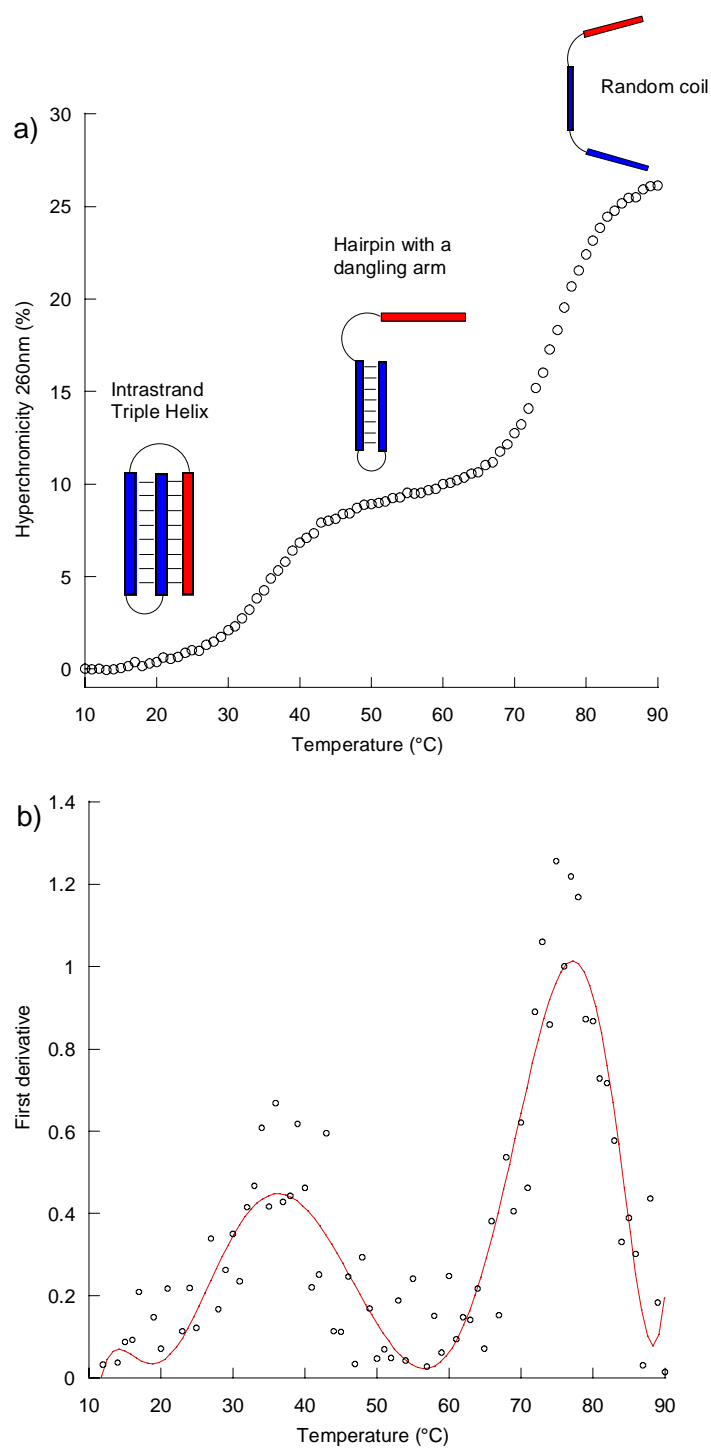 a)
Random coil
Hairpin with a
dangling arm
Intrastrand
Triple Helix
Hyperchromicity 260nm (%)
30
25
20
15
10
5
0
10 20 30 40 50 60 70 80 90
Temperature (°C)
b)
First derivative
1.4
1.2
1
0.8
0.6
0.4
0.2
0
10 20 30 40 50 60 70 80 90
Temperature (°C)